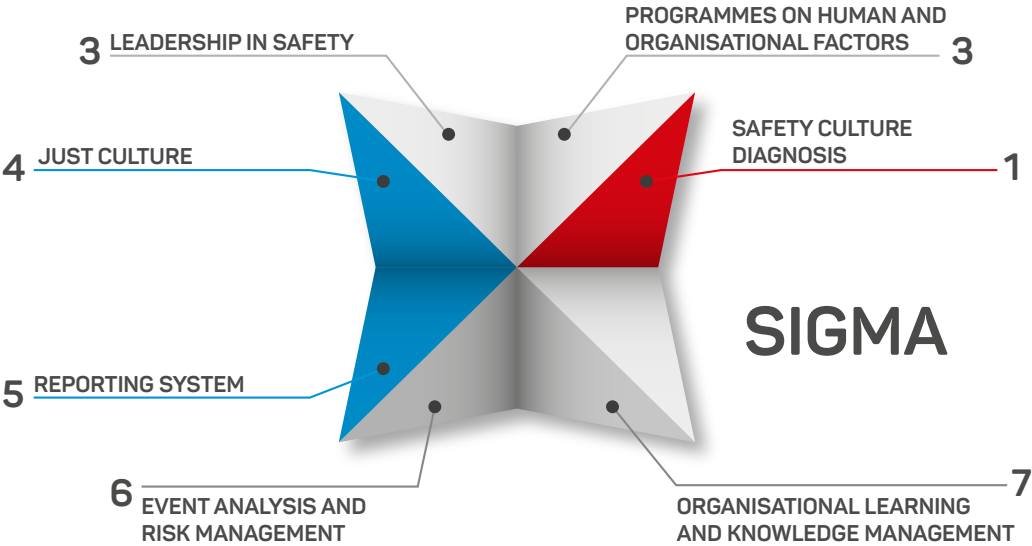 PROGRAMMES ON HUMAN AND
ORGANISATIONAL FACTORS
3
3
LEADERSHIP IN SAFETY
SAFETY CULTURE
DIAGNOSIS
1
4
JUST CULTURE
SIGMA
5
REPORTING SYSTEM
6
EVENT ANALYSIS AND
RISK MANAGEMENT
7
ORGANISATIONAL LEARNING
AND KNOWLEDGE MANAGEMENT